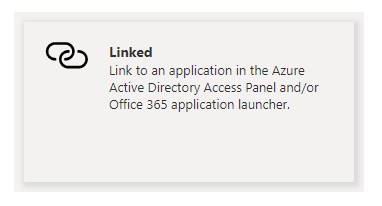 Linked
Link to an application in the Azure
Active Directory Access Panel and/or
Office 365 application launcher.